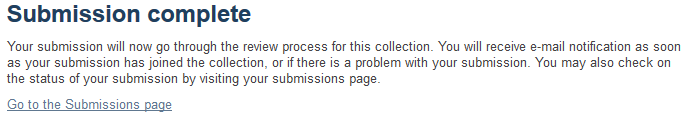 Submission complete
Your submission will now go through the review process for this collection. You will receive e-mail notification as soon
as your submission has joined the collection, or if there is a problem with your submission. You may also check on
the status of your submission by visiting your submissions page.
Go to the Submissions page